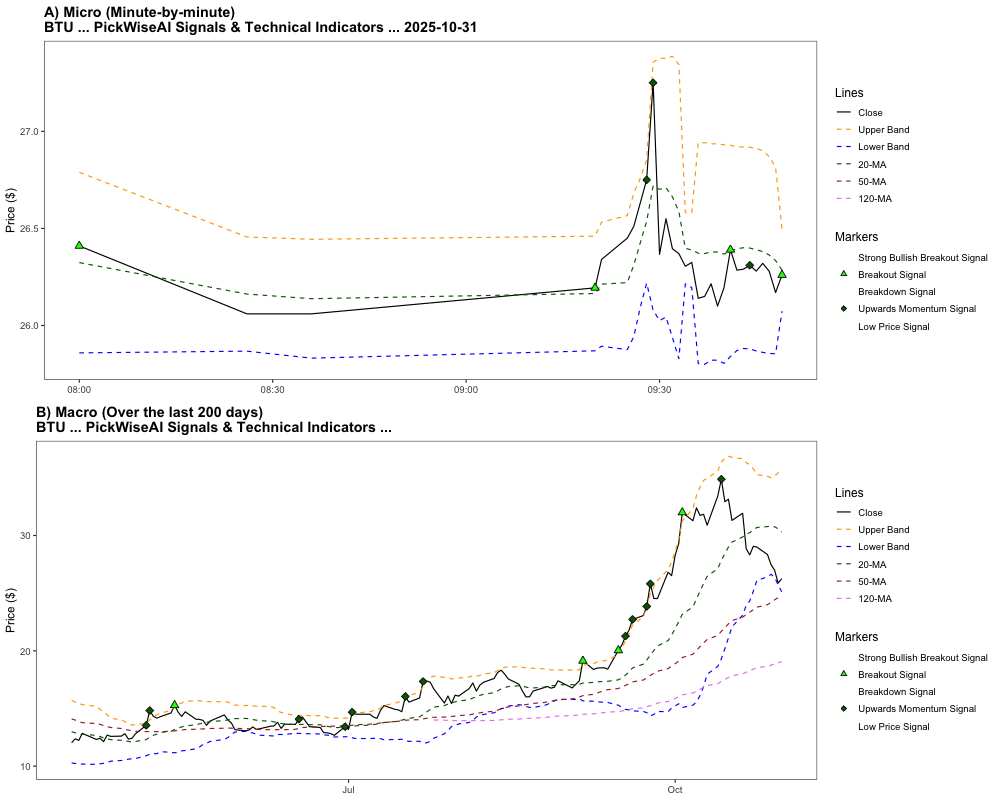 A) Micro (Minute-by-minute)
BTU ... PickWiseAI Signals & Technical Indicators ... 2025-10-31
Price ($)
27.0
26.5
26.0
08:00
08:30
09:00
09:30
Lines
Close
Upper Band
Lower Band
20-MA
50-MA
120-MA
Markers
Strong Bullish Breakout Signal
Breakout Signal
Breakdown Signal
Upwards Momentum Signal
Low Price Signal
B) Macro (Over the last 200 days)
BTU ... PickWiseAI Signals & Technical Indicators ...
Price ($)
30
20
10
Jul
Oct
Lines
Close
Upper Band
Lower Band
20-MA
50-MA
120-MA
Markers
Strong Bullish Breakout Signal
Breakout Signal
Breakdown Signal
Upwards Momentum Signal
Low Price Signal